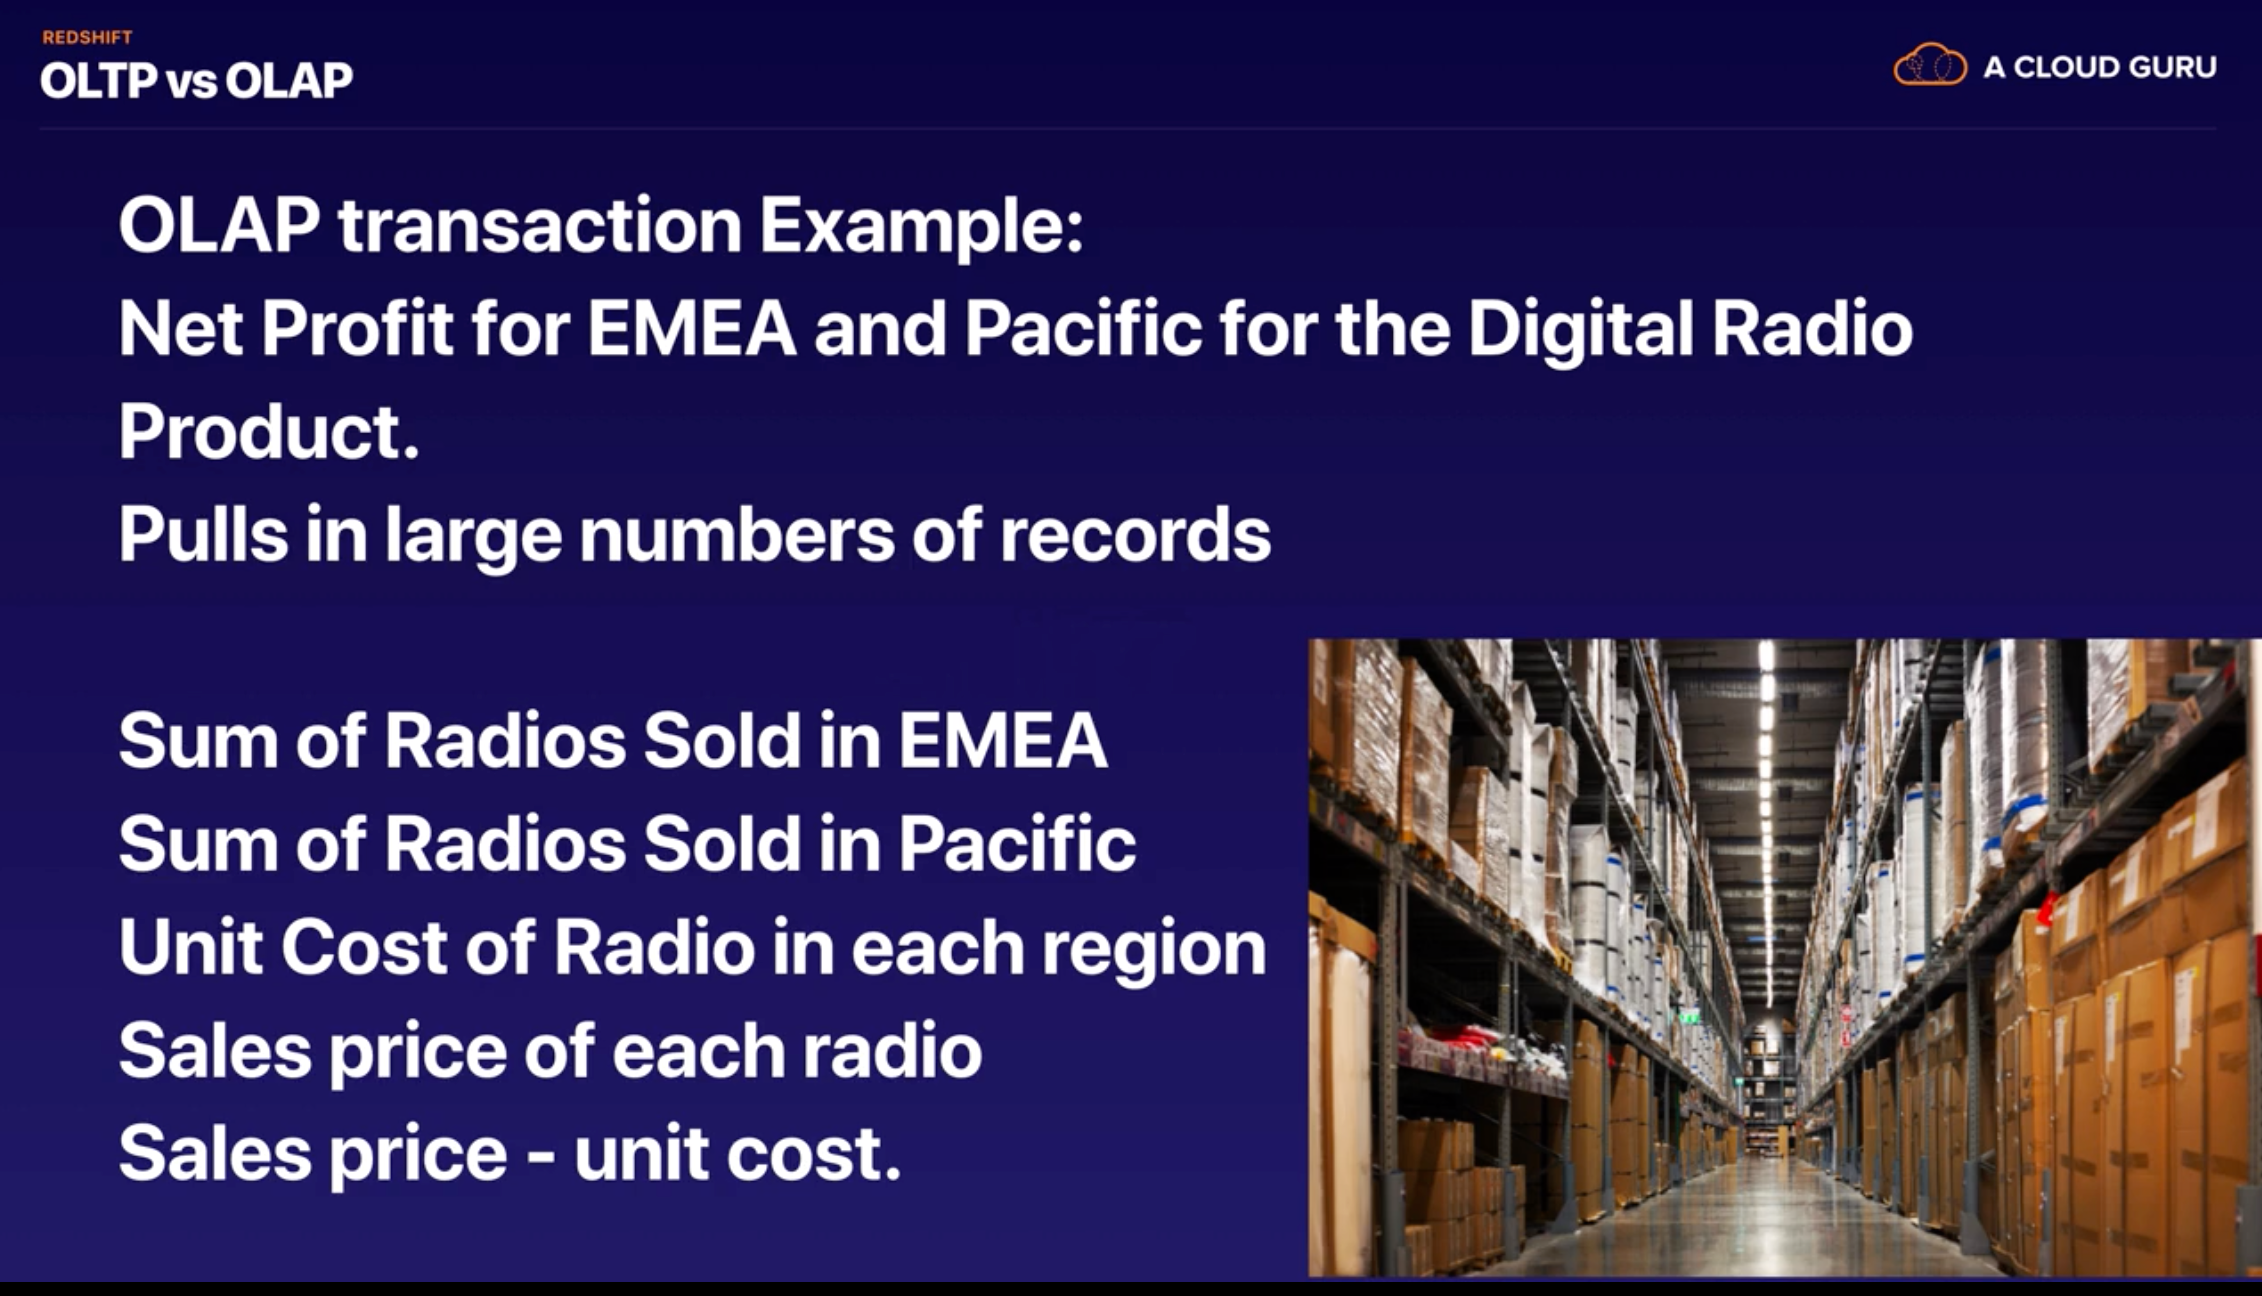 REDSHIFT
OLTP vs OLAP
A CLOUD GURU
OLAP transaction Example:
Net Profit for EMEA and Pacific for the Digital Radio
Product.
Pulls in large numbers of records
Sum of Radios Sold in EMEA
Sum of Radios Sold in Pacific
Unit Cost of Radio in each region
Sales price of each radio
Sales price - unit cost.